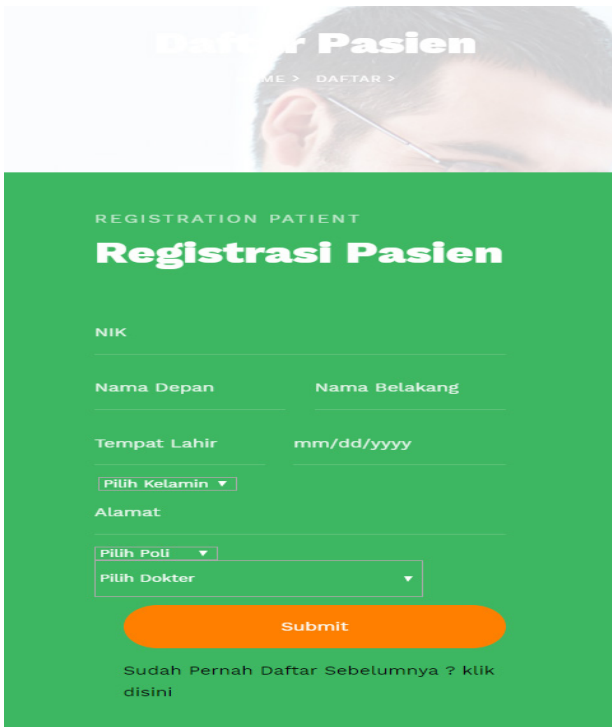 Daftar Pasien
ME > DAFTAR >
REGISTRATION PATIENT
Registrasi Pasien
NIK
Nama Depan Nama Belakang
Tempat Lahir mm/dd/yyyy
Pilih Kelamin
Alamat
Pilih Poli
Pilih Dokter
Submit
Sudah Pernah Daftar Sebelumnya ? klik
disini